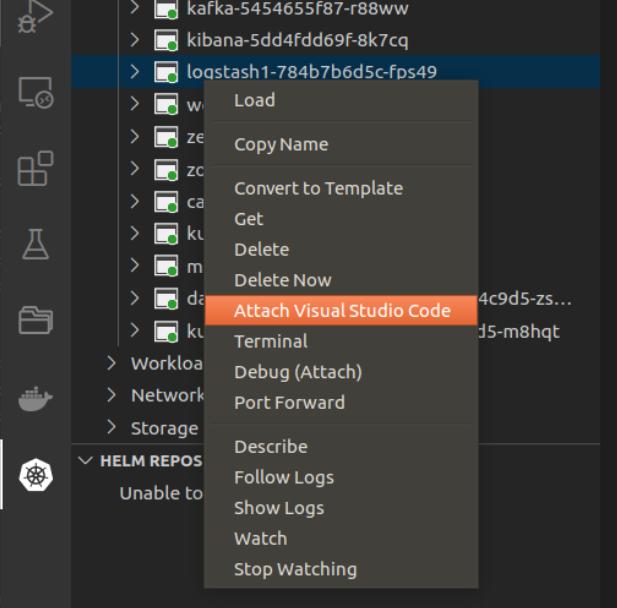 kafka-5454655f87-r88ww
kibana-5dd4fdd69f-8k7cq
logstash1-784b7b6d5c-fps49
Load
w
Copy Name
ze
zo
Convert to Template
ca
Get
ku
Delete
m
Delete Now
da
4c9d5-zs...
Attach Visual Studio Code
ku
d5-m8hqt
Terminal
Workloa
Debug (Attach)
Network
Port Forward
Storage
Describe
HELM REPOS
Follow Logs
Unable to
Show Logs
Watch
Stop Watching